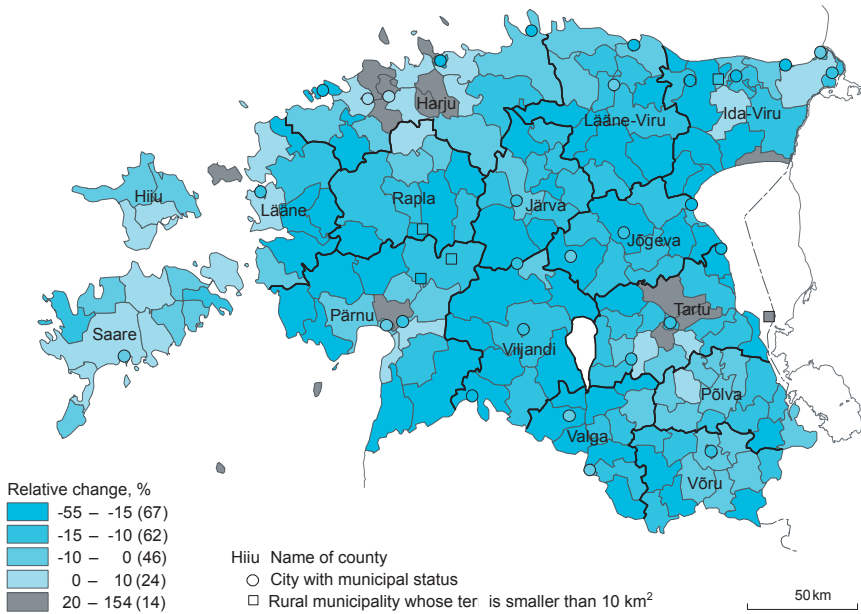 Harju
Lääne-Viru
Ida-Viru
Hiiu
Lääne
Rapla
Järva
Jõgeva
Saare
Pärnu
Viljandi
Tartu
Põlva
Valga
Võru
Relative change, %
-55 – -15 (67)
-15 – -10 (62)
-10 – 0 (46)
0 – 10 (24)
20 – 154 (14)
Hiiu Name of county
City with municipal status
Rural municipality whose ter is smaller than 10 km²
50 km